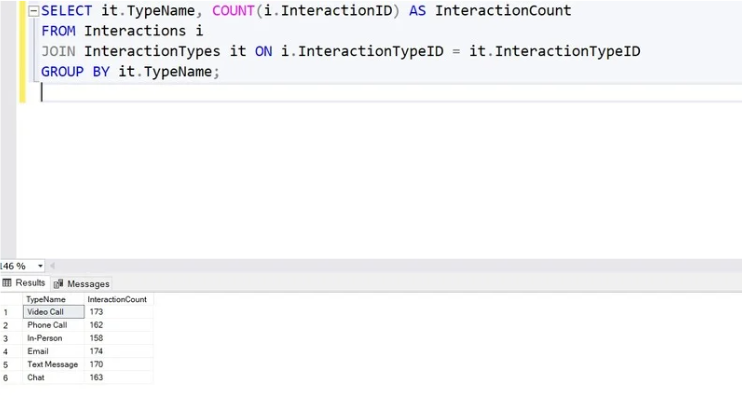 SELECT it.TypeName, COUNT(i.InteractionID) AS InteractionCount
FROM Interactions i
JOIN InteractionTypes it ON i.InteractionTypeID = it.InteractionTypeID
GROUP BY it.TypeName;
146 %
Results Messages
TypeName InteractionCount
1 Video Call 173
2 Phone Call 162
3 In-Person 158
4 Email 174
5 Text Message 170
6 Chat 163